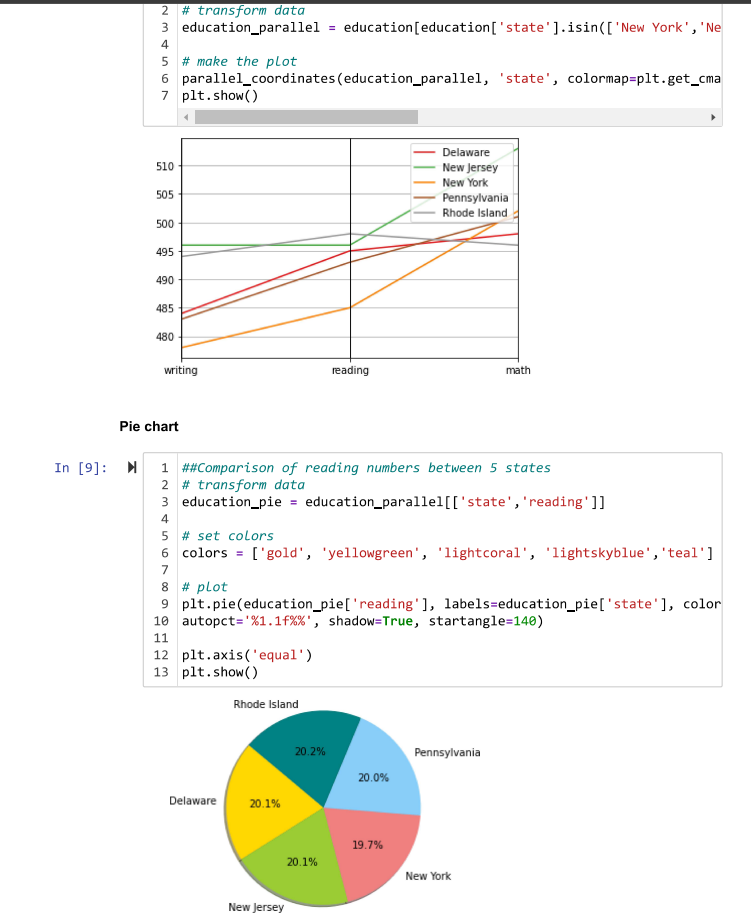 2 # transform data
3 education_parallel = education[education['state'].isin(['New York','Ne
4
5 # make the plot
6 parallel_coordinates(education_parallel, 'state', colormap=plt.get_cma
7 plt.show()
Delaware
New Jersey
New York
Pennsylvania
Rhode Island
510
505
500
495
490
485
480
writing reading math
Pie chart
In [9]:
1 ##Comparison of reading numbers between 5 states
2 # transform data
3 education_pie = education_parallel[['state','reading']]
4
5 # set colors
6 colors = ['gold', 'yellowgreen', 'lightcoral', 'lightskyblue','teal']
7
8 # plot
9 plt.pie(education_pie['reading'], labels=education_pie['state'], color
10 autopct='%1.1f%%', shadow=True, startangle=140)
11
12 plt.axis('equal')
13 plt.show()
Rhode Island
20.2%
Pennsylvania
20.0%
Delaware
20.1%
19.7%
20.1%
New York
New Jersey